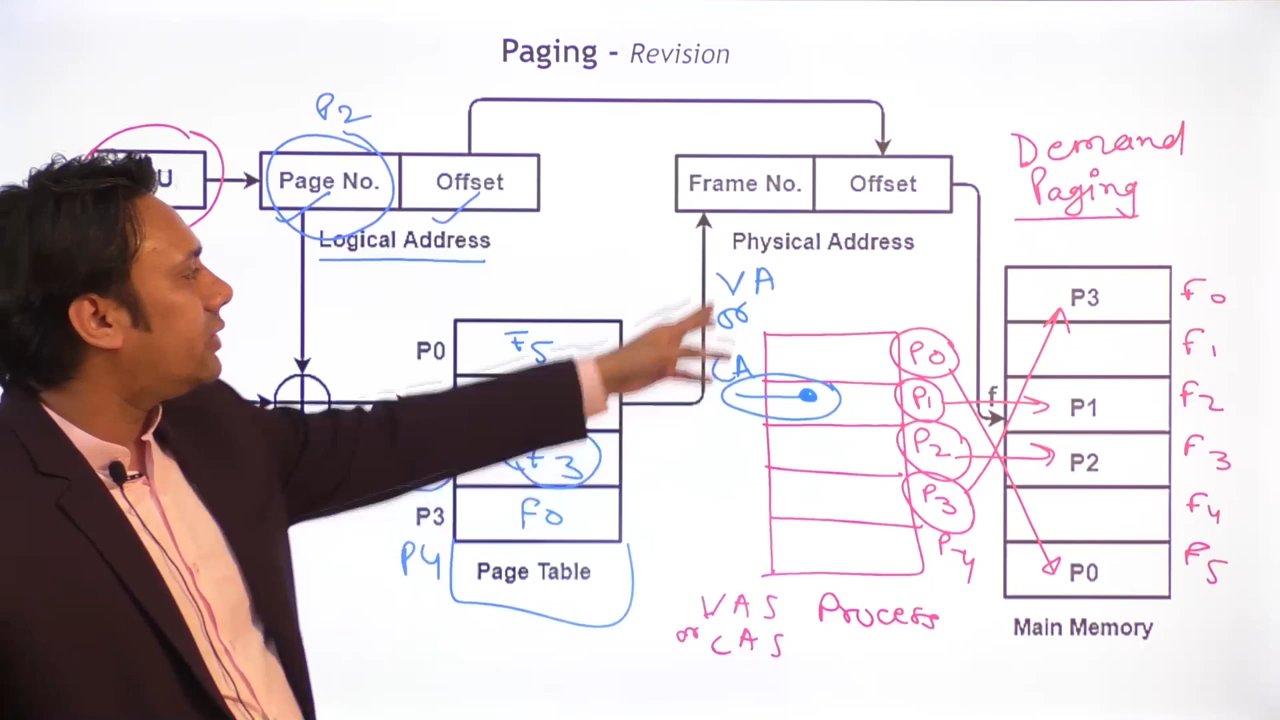 Paging - Revision
P2
U
Page No. Offset
Logical Address
Frame No. Offset
Physical Address
Demand
Paging
VA
or
LA
P0 F5
F3
P3 F0
P4
Page Table
P0
P1
P2
P3
P4
VAS Process
or LAS
f
P3 F0
F1
P1 F2
P2 F3
F4
P0 F5
Main Memory